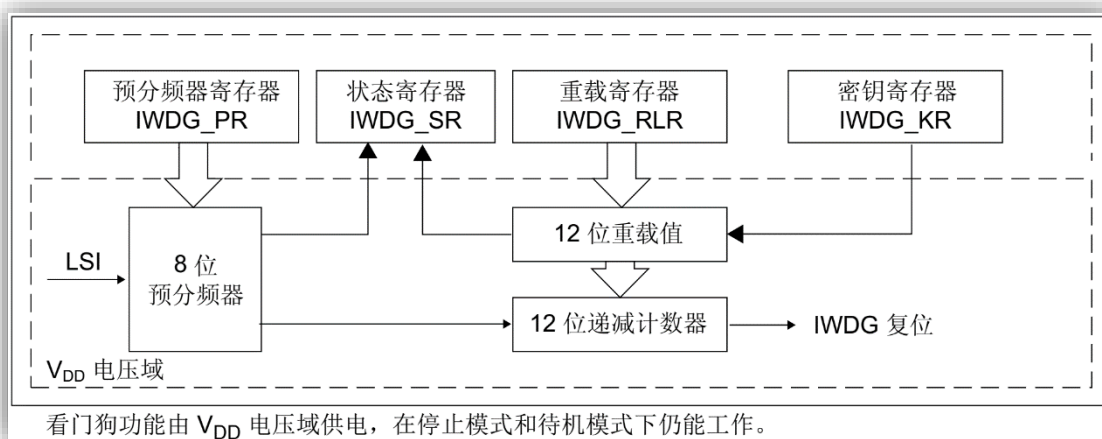 预分频器寄存器
IWDG_PR
状态寄存器
IWDG_SR
重载寄存器
IWDG_RLR
密钥寄存器
IWDG_KR
LSI
8 位
预分频器
12 位重载值
12 位递减计数器
IWDG 复位
VDD 电压域
看门狗功能由 VDD 电压域供电，在停止模式和待机模式下仍能工作。